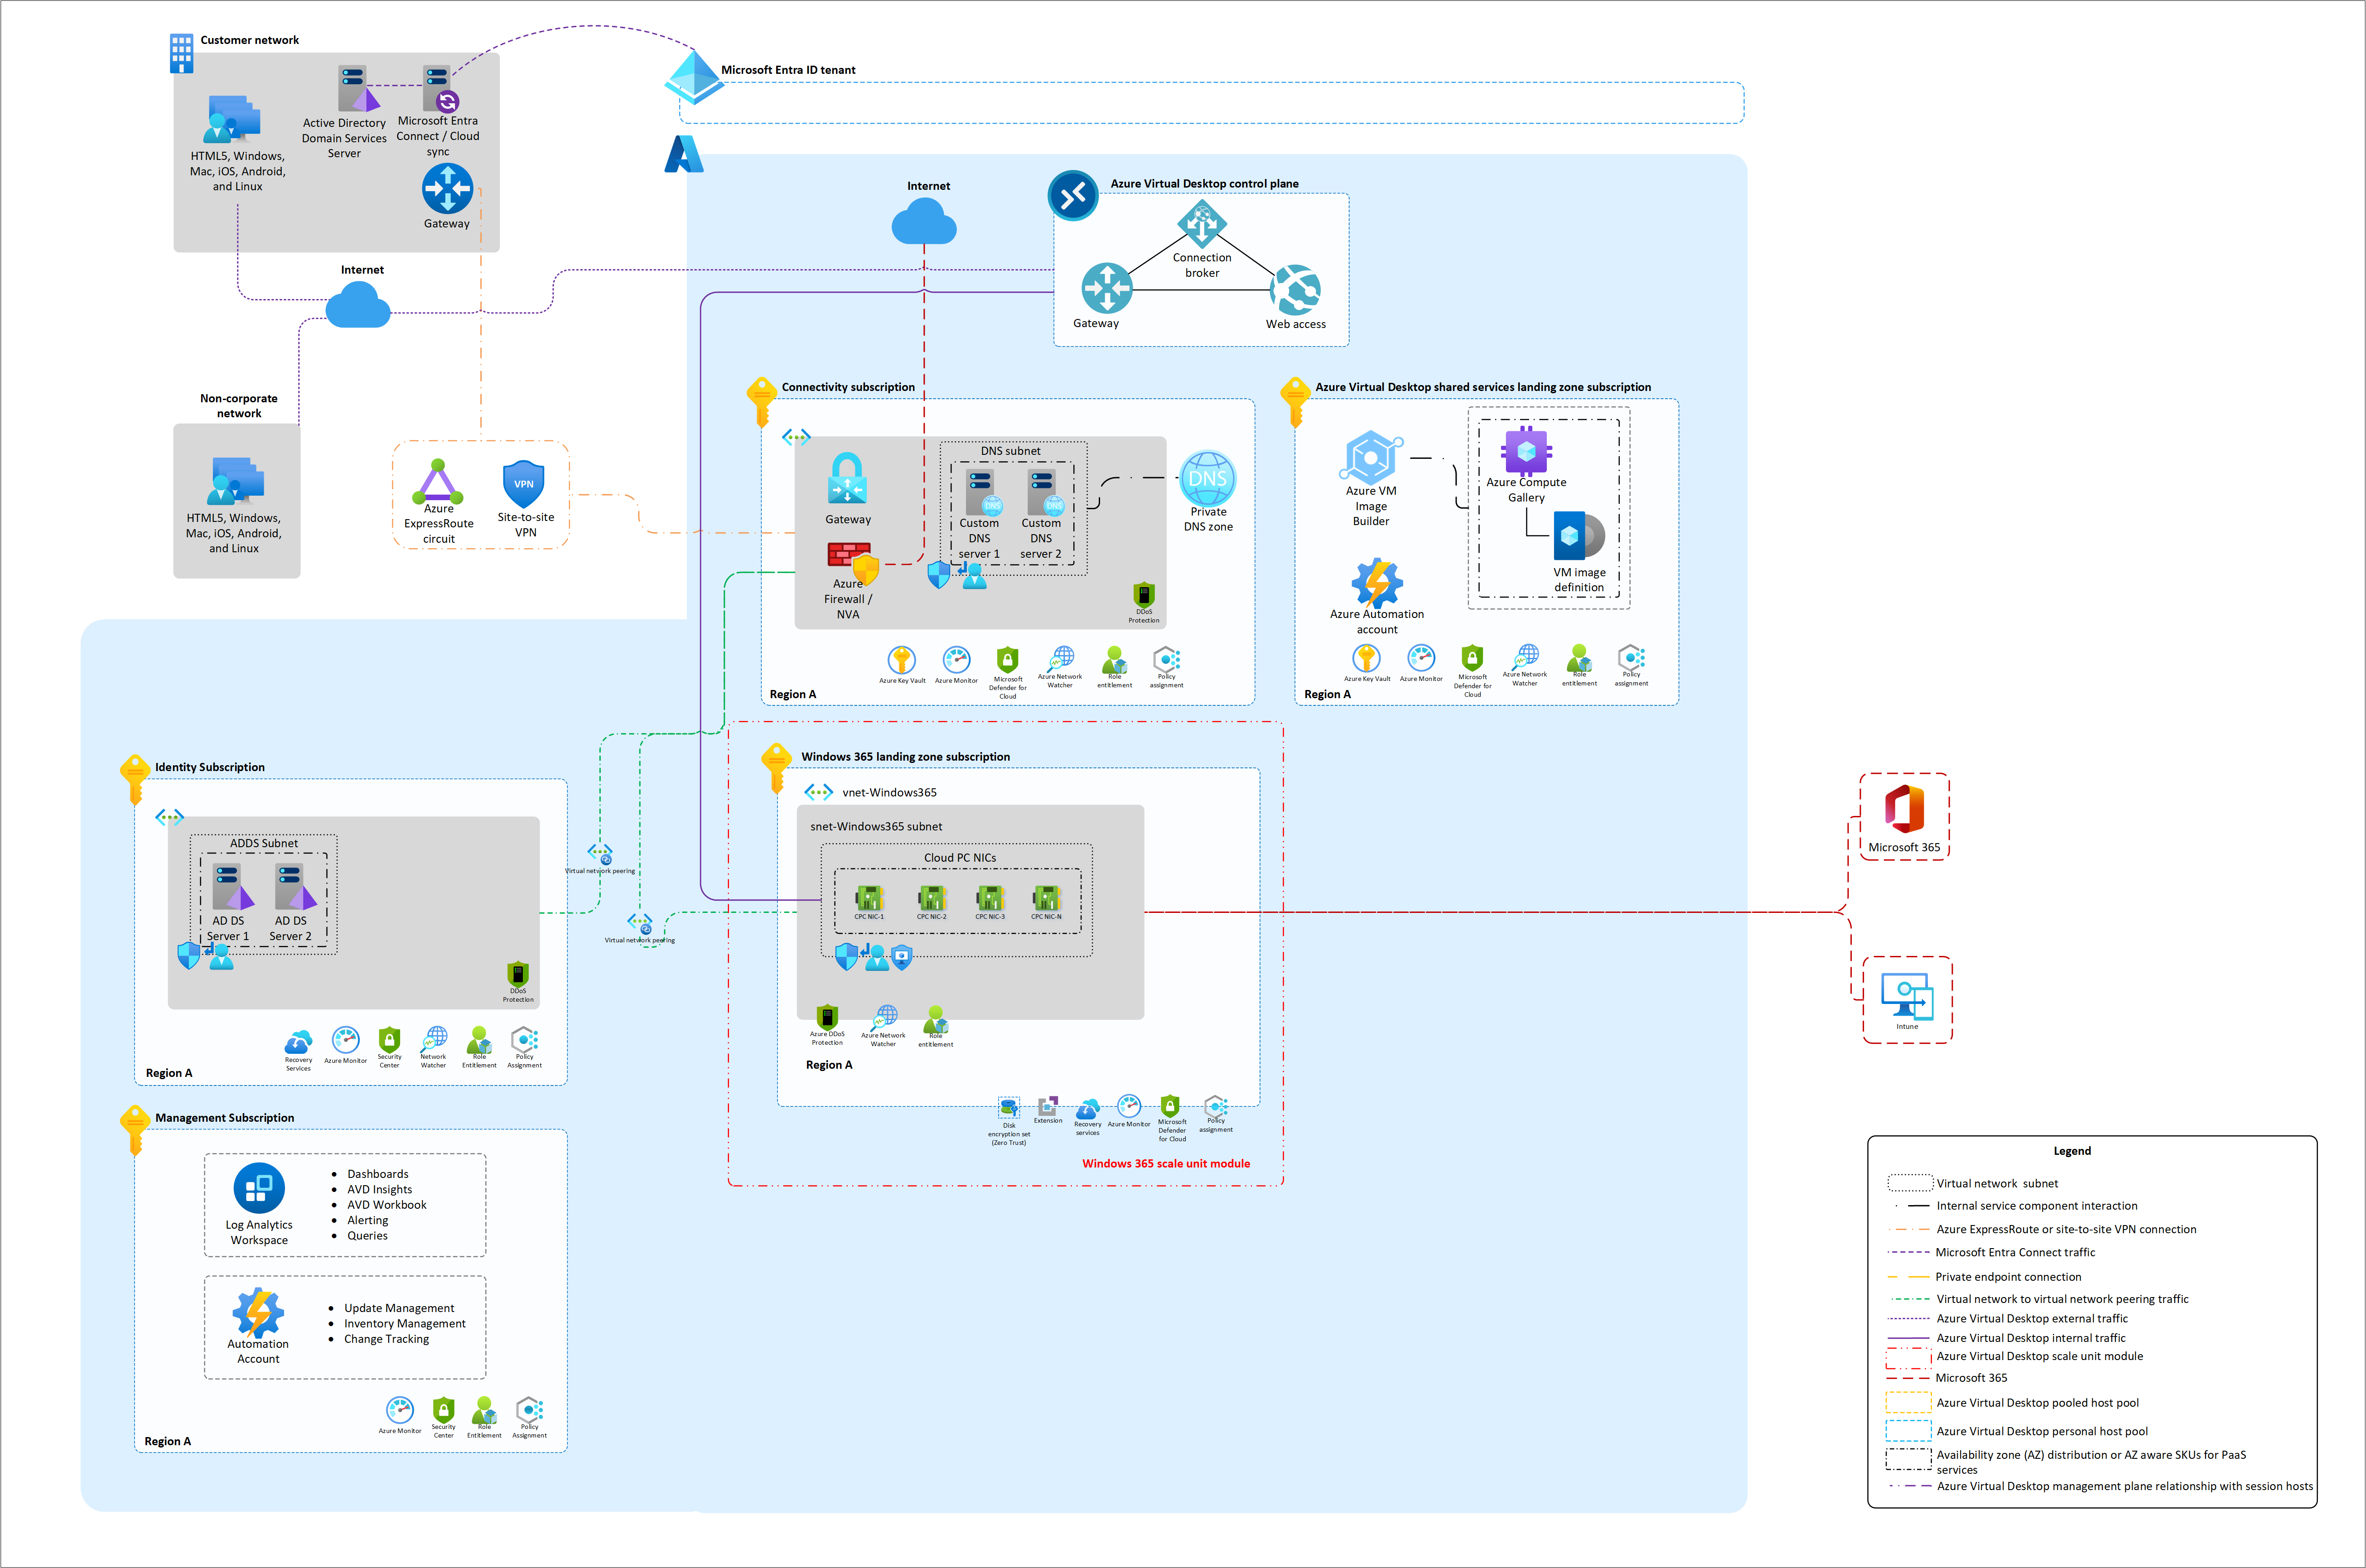 Customer network
Active Directory
Domain Services
Server
Microsoft Entra
Connect / Cloud
sync
HTML5, Windows,
Mac, iOS, Android,
and Linux
Gateway
Microsoft Entra ID tenant
Internet
Internet
Azure Virtual Desktop control plane
Connection
broker
Gateway
Web access
Non-corporate
network
HTML5, Windows,
Mac, iOS, Android,
and Linux
Azure
ExpressRoute
circuit
VPN
Site-to-site
VPN
Connectivity subscription
Gateway
Azure
Firewall /
NVA
DNS subnet
Custom
DNS
server 1
Custom
DNS
server 2
DNS
DNS
DNS
Private
DNS zone
DDoS
Protection
Azure Key Vault
Azure Monitor
Microsoft
Defender for
Cloud
Azure Network
Watcher
Role
entitlement
Policy
assignment
Region A
Azure Virtual Desktop shared services landing zone subscription
Azure VM
Image
Builder
Azure Compute
Gallery
VM image
definition
Azure Automation
account
Azure Key Vault
Azure Monitor
Microsoft
Defender for
Cloud
Azure Network
Watcher
Role
entitlement
Policy
assignment
Region A
Identity Subscription
ADDS Subnet
AD DS
Server 1
AD DS
Server 2
DDoS
Protection
Recovery
Services
Azure Monitor
Security
Center
Network
Watcher
Role
Entitlement
Policy
Assignment
Region A
Virtual network peering
Virtual network peering
Windows 365 landing zone subscription
vnet-Windows365
snet-Windows365 subnet
Cloud PC NICs
CPC NIC-1
CPC NIC-2
CPC NIC-3
CPC NIC-N
Azure DDoS
Protection
Azure Network
Watcher
Role
entitlement
Region A
Disk
encryption set
(Zero Trust)
Extension
Recovery
services
Azure Monitor
Microsoft
Defender
for Cloud
Policy
assignment
Windows 365 scale unit module
Microsoft 365
Intune
Management Subscription
Log Analytics
Workspace
• Dashboards
• AVD Insights
• AVD Workbook
• Alerting
• Queries
Automation
Account
• Update Management
• Inventory Management
• Change Tracking
Azure Monitor
Security
Center
Role
Entitlement
Policy
Assignment
Region A
Legend
Virtual network subnet
Internal service component interaction
Azure ExpressRoute or site-to-site VPN connection
Microsoft Entra Connect traffic
Private endpoint connection
Virtual network to virtual network peering traffic
Azure Virtual Desktop external traffic
Azure Virtual Desktop internal traffic
Azure Virtual Desktop scale unit module
Microsoft 365
Azure Virtual Desktop pooled host pool
Azure Virtual Desktop personal host pool
Availability zone (AZ) distribution or AZ aware SKUs for PaaS
services
Azure Virtual Desktop management plane relationship with session hosts